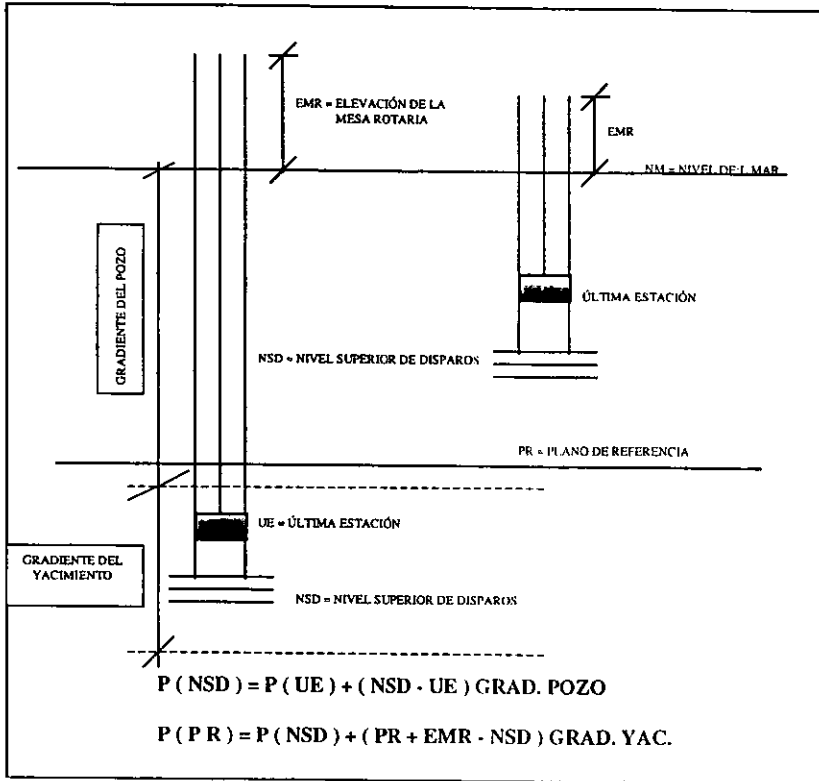 EMR = ELEVACIÓN DE LA
MESA ROTARIA
EMR
NM = NIVEL DE L MAR
GRADIENTE DEL POZO
ÚLTIMA ESTACIÓN
NSD = NIVEL SUPERIOR DE DISPAROS
PR = PLANO DE REFERENCIA
UE = ÚLTIMA ESTACIÓN
GRADIENTE DEL
YACIMIENTO
NSD = NIVEL SUPERIOR DE DISPAROS
P ( NSD ) = P ( UE ) + ( NSD - UE ) GRAD. POZO
P ( P R ) = P ( NSD ) + ( PR + EMR - NSD ) GRAD. YAC.